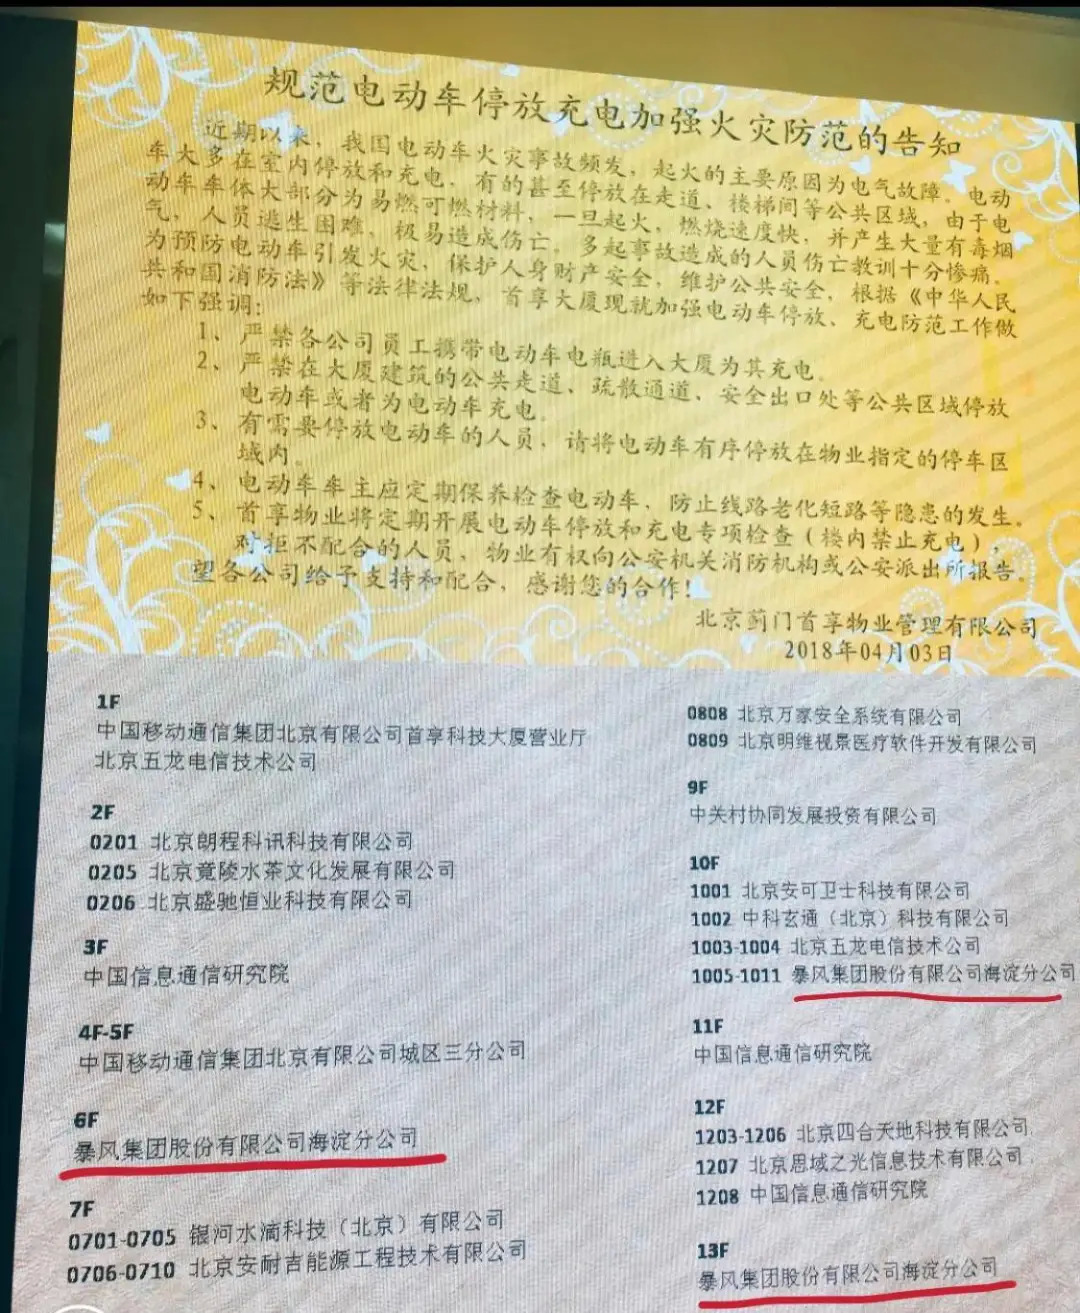 规范电动车停放充电加强火灾防范的告知
近期以来，我国电动车火灾事故频发，起火的主要原因为电气故障。电动
车大多在室内停放和充电，有的甚至停放在走道、楼梯间等公共区域，由于电
动车车体大部分为易燃可燃材料，一旦起火，燃烧速度快，并产生大量有毒烟
气，人员逃生困难，极易造成伤亡。多起事故造成的人员伤亡教训十分惨痛。
为预防电动车引发火灾，保护人身财产安全，维护公共安全，根据《中华人民
共和国消防法》等法律法规，首享大厦现就加强电动车停放、充电防范工作做
如下强调：
1、严禁各公司员工携带电动车电瓶进入大厦为其充电。
2、严禁在大厦建筑的公共走道、疏散通道、安全出口处等公共区域停放
电动车或者为电动车充电。
3、有需要停放电动车的人员，请将电动车有序停放在物业指定的停车区
域内。
4、电动车车主应定期保养检查电动车，防止线路老化短路等隐患的发生。
5、首享物业将定期开展电动车停放和充电专项检查（楼内禁止充电），
对拒不配合的人员，物业有权向公安机关消防机构或公安派出所报告。
望各公司给予支持和配合，感谢您的合作！
北京蓟门首享物业管理有限公司
2018年04月03日
1F
中国移动通信集团北京有限公司首享科技大厦营业厅
北京五龙电信技术公司
2F
0201 北京朗程科讯科技有限公司
0205 北京竟陵水茶文化发展有限公司
0206 北京盛驰恒业科技有限公司
3F
中国信息通信研究院
4F-5F
中国移动通信集团北京有限公司城区三分公司
6F
暴风集团股份有限公司海淀分公司
7F
0701-0705 银河水滴科技（北京）有限公司
0706-0710 北京安耐吉能源工程技术有限公司
0808 北京万家安全系统有限公司
0809 北京明维视景医疗软件开发有限公司
9F
中关村协同发展投资有限公司
10F
1001 北京安可卫士科技有限公司
1002 中科玄通（北京）科技有限公司
1003-1004 北京五龙电信技术公司
1005-1011 暴风集团股份有限公司海淀分公司
11F
中国信息通信研究院
12F
1203-1206 北京四合天地科技有限公司
1207 北京思域之光信息技术有限公司
1208 中国信息通信研究院
13F
暴风集团股份有限公司海淀分公司